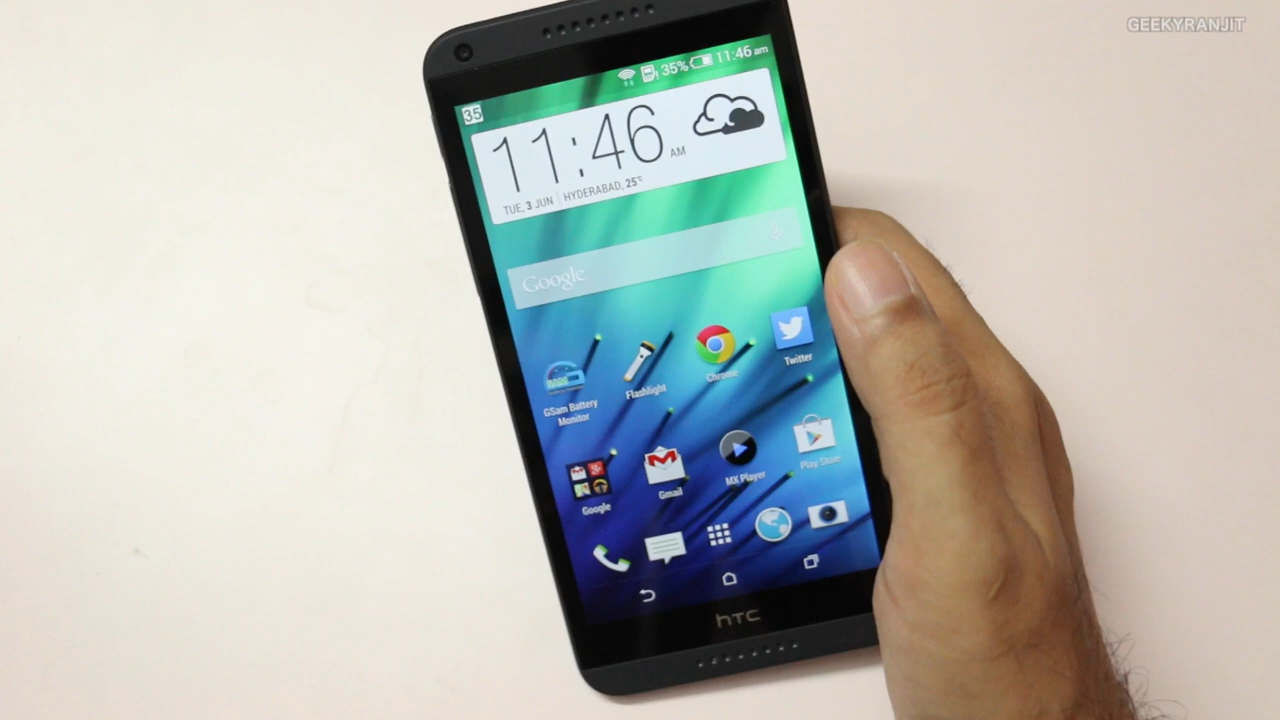 GEEKYRANJIT
35% 11:46 am
35
11:46 AM
TUE, 3 JUN HYDERABAD, 25°C
Google
GSam Battery Monitor
Flashlight
Chrome
Twitter
Google
Gmail
MX Player
Play Store
hTC